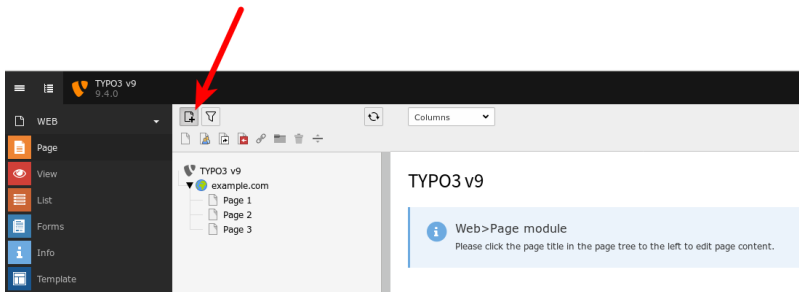 TYPO3 v9
9.4.0
WEB
Columns
Page
TYPO3 v9
View
example.com
TYPO3 v9
List
Page 1
Page 2
Forms
Page 3
Web>Page module
Info
Please click the page title in the page tree to the left to edit page content.
Template